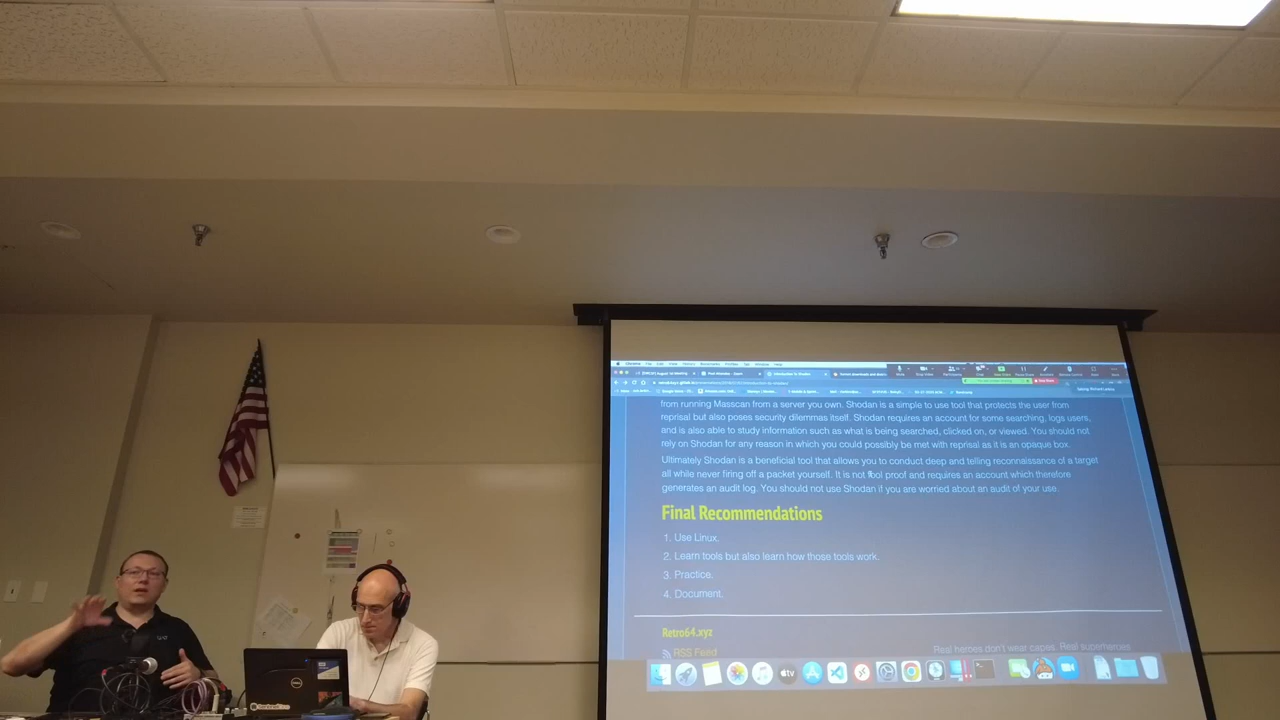 from running Masscan from a server you own. Shodan is a simple to use tool that protects the user from
reprisal but also poses security dilemmas itself. Shodan requires an account for some searching, logs users,
and is also able to study information such as what is being searched, clicked on, or viewed. You should not
rely on Shodan for any reason in which you could possibly be met with reprisal as it is an opaque box.
Ultimately Shodan is a beneficial tool that allows you to conduct deep and telling reconnaissance of a target
all while never firing off a packet yourself. It is not fool proof and requires an account which therefore
generates an audit log. You should not use Shodan if you are worried about an audit of your use.
Final Recommendations
1. Use Linux.
2. Learn tools but also learn how those tools work.
3. Practice.
4. Document.
Retro64.xyz
RSS Feed
Real heroes don't wear capes. Real superheroes
tv
DELL